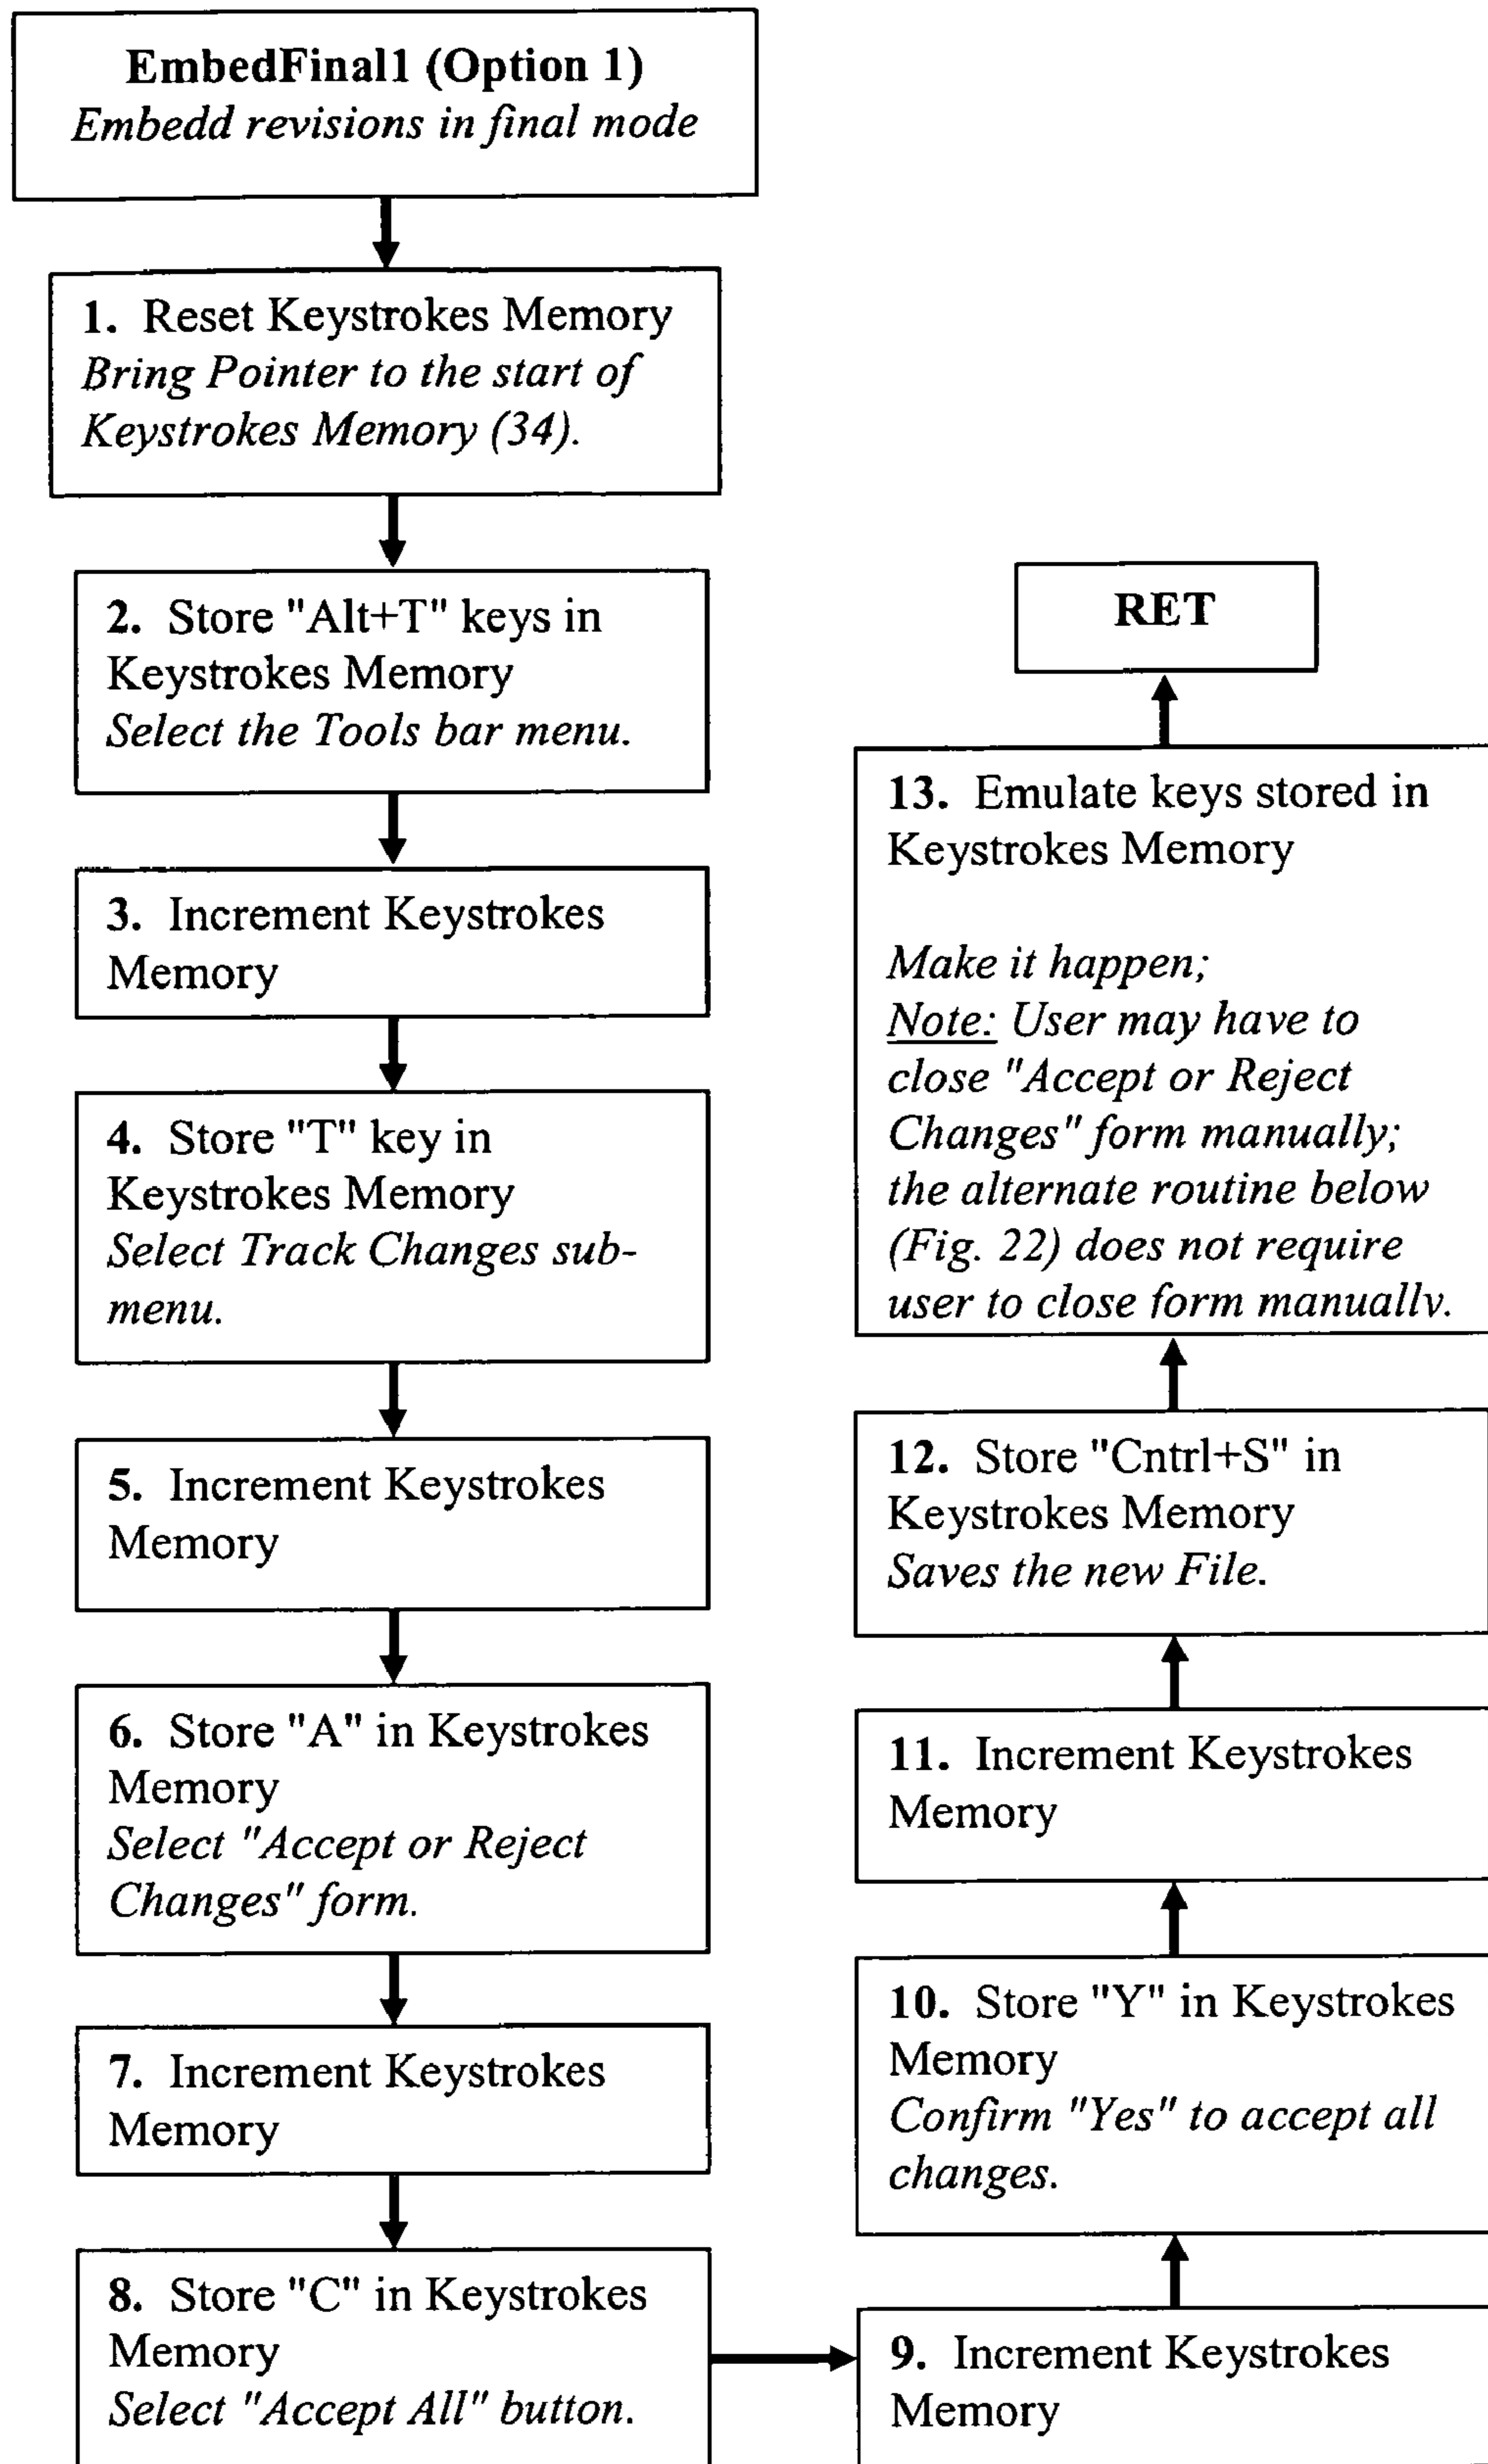 EmbedFinal1 (Option 1)
Embedd revisions in final mode
1. Reset Keystrokes Memory
Bring Pointer to the start of
Keystrokes Memory (34).
2. Store "Alt+T" keys in
Keystrokes Memory
Select the Tools bar menu.
3. Increment Keystrokes
Memory
4. Store "T" key in
Keystrokes Memory
Select Track Changes sub-
menu.
5. Increment Keystrokes
Memory
6. Store "A" in Keystrokes
Memory
Select "Accept or Reject
Changes" form.
7. Increment Keystrokes
Memory
8. Store "C" in Keystrokes
Memory
Select "Accept All" button.
9. Increment Keystrokes
Memory
10. Store "Y" in Keystrokes
Memory
Confirm "Yes" to accept all
changes.
11. Increment Keystrokes
Memory
12. Store "Cntrl+S" in
Keystrokes Memory
Saves the new File.
13. Emulate keys stored in
Keystrokes Memory
Make it happen;
Note: User may have to
close "Accept or Reject
Changes" form manually;
the alternate routine below
(Fig. 22) does not require
user to close form manually.
RET